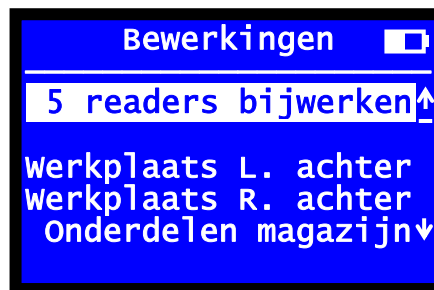 Bewerkingen
5 readers bijwerken
Werkplaats L. achter
Werkplaats R. achter
Onderdelen magazijn